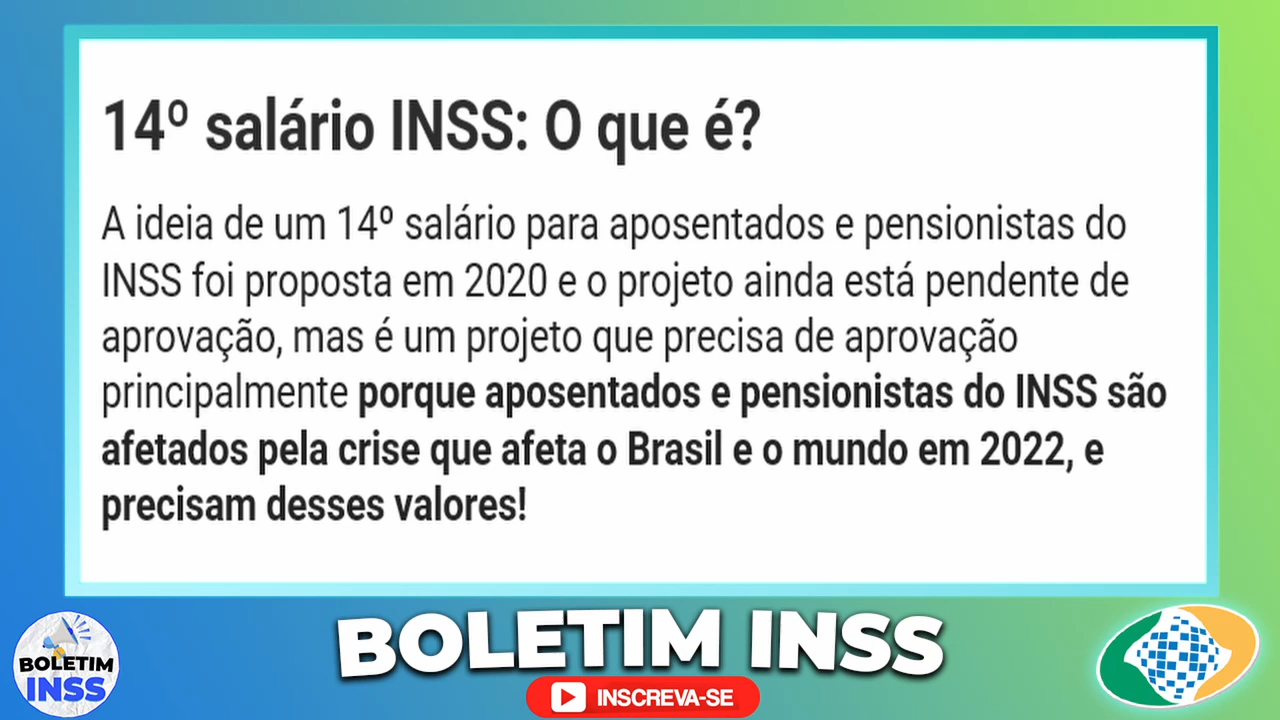 14º salário INSS: O que é?
A ideia de um 14º salário para aposentados e pensionistas do
INSS foi proposta em 2020 e o projeto ainda está pendente de
aprovação, mas é um projeto que precisa de aprovação
principalmente porque aposentados e pensionistas do INSS são
afetados pela crise que afeta o Brasil e o mundo em 2022, e
precisam desses valores!
BOLETIM
INSS
BOLETIM INSS
INSCREVA-SE